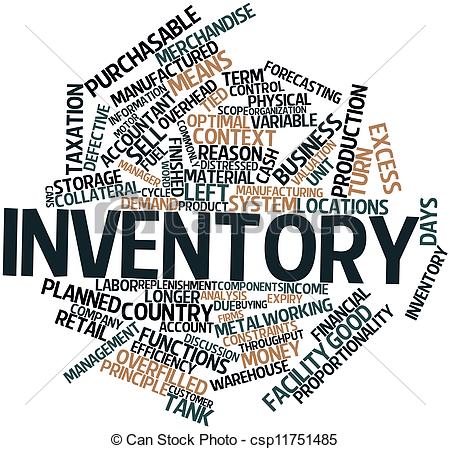 PURCHASABLE
MERCHANDISE
MANUFACTURED
MEANS
INFORMATION
MOTOR
ACCOUNTANT
OVERHEAD
TIED
TERM
CONTROL
FORECASTING
TAXATION
DEFECTIVE
SELL
FUEL
COMMONLY
SCOPE ORGANIZATION
PHYSICAL
OPTIMAL
VARIABLE
CONTEXT
REASON
CASH
BUSINESS
VALUATION
UNIT
PRODUCTION
TURN
EXCESS
DISTRESSED
MATERIAL
FINISHED
WORD
MANAGER
STORAGE
CANS
COLLATERAL
CYCLE
LEFT
MANUFACTURING
DEMAND PRODUCT SYSTEM LOCATIONS
DAYS
INVENTORY
INVENTORY
LABOR REPLENISHMENT COMPONENTS INCOME
PLANNED
LONGER ANALYSIS EXPIRY
COUNTRY DUE BUYING
FIRMS
COMPANY
RETAIL
ACCOUNT
METALWORKING
FINANCIAL
MANAGEMENT
FUNCTIONS
DISCUSSION
CONSTRAINTS
THROUGHPUT
EFFICIENCY
MONEY
FACILITY GOOD
PROPORTIONALITY
OVERFILLED
PRINCIPLE
WAREHOUSE
CUSTOMER
TANK
© Can Stock Photo
© Can Stock Photo - csp11751485